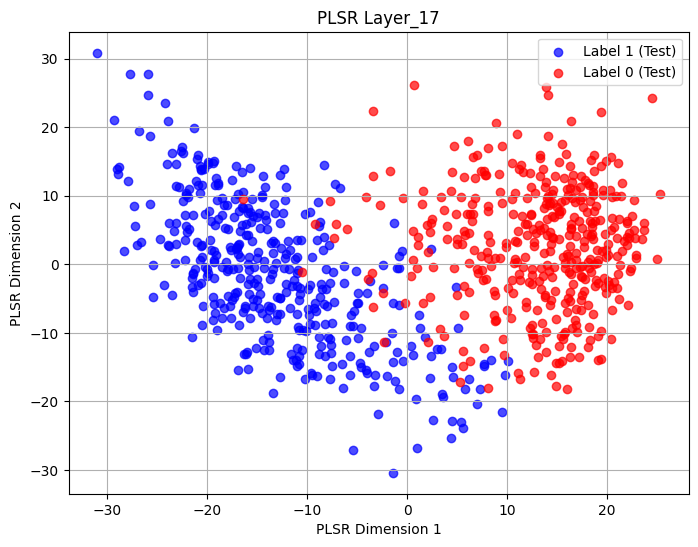 PLSR Layer_17
Label 1 (Test)
Label 0 (Test)
30
20
10
0
−10
−20
−30
PLSR Dimension 2
−30 −20 −10 0 10 20
PLSR Dimension 1